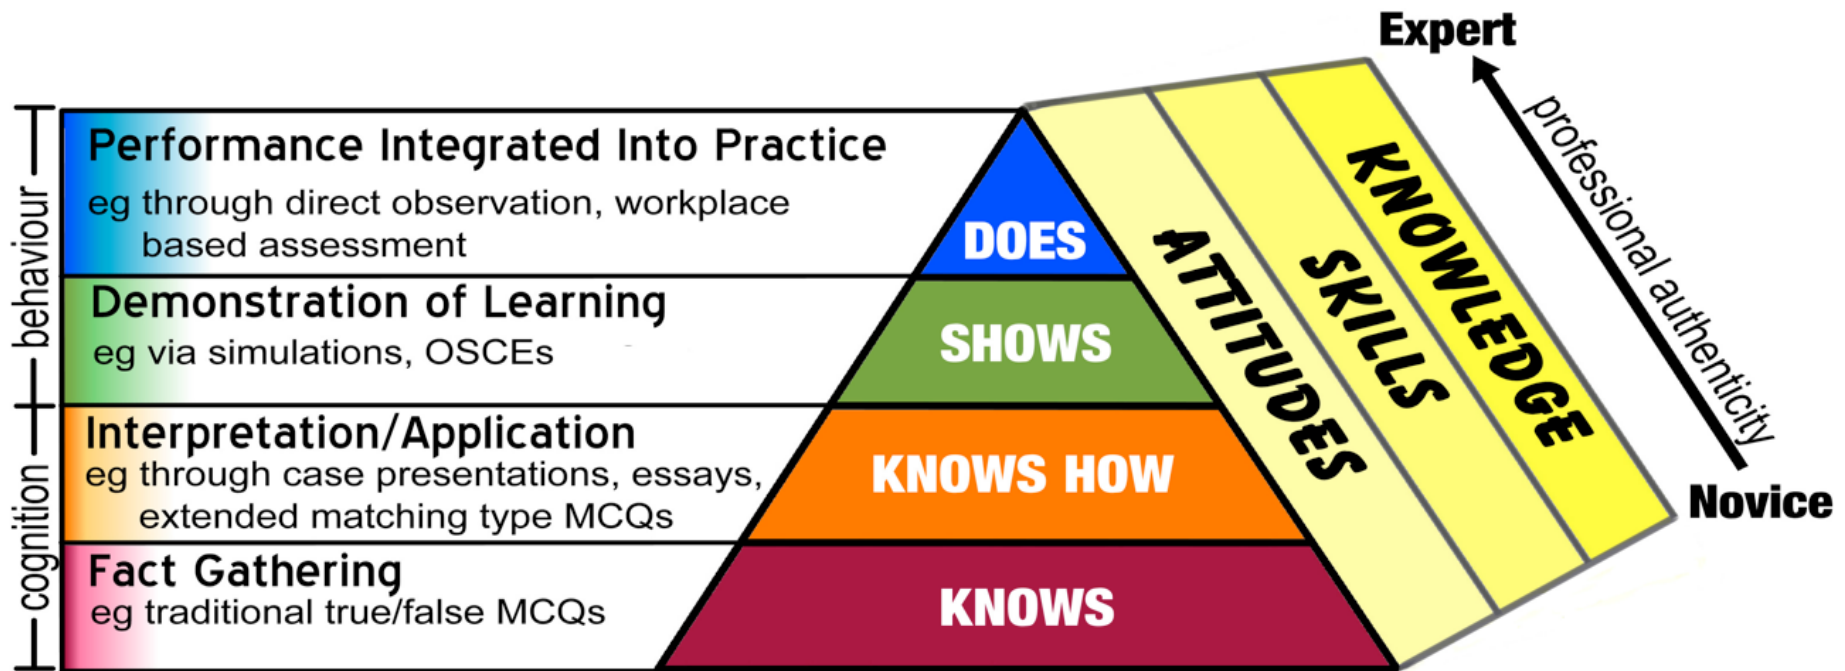 Expert
professional authenticity
Novice
behaviour
cognition
Performance Integrated Into Practice
eg through direct observation, workplace
based assessment
DOES
Demonstration of Learning
eg via simulations, OSCEs
SHOWS
Interpretation/Application
eg through case presentations, essays,
extended matching type MCQs
KNOWS HOW
Fact Gathering
eg traditional true/false MCQs
KNOWS
ATTITUDES
SKILLS
KNOWLEDGE